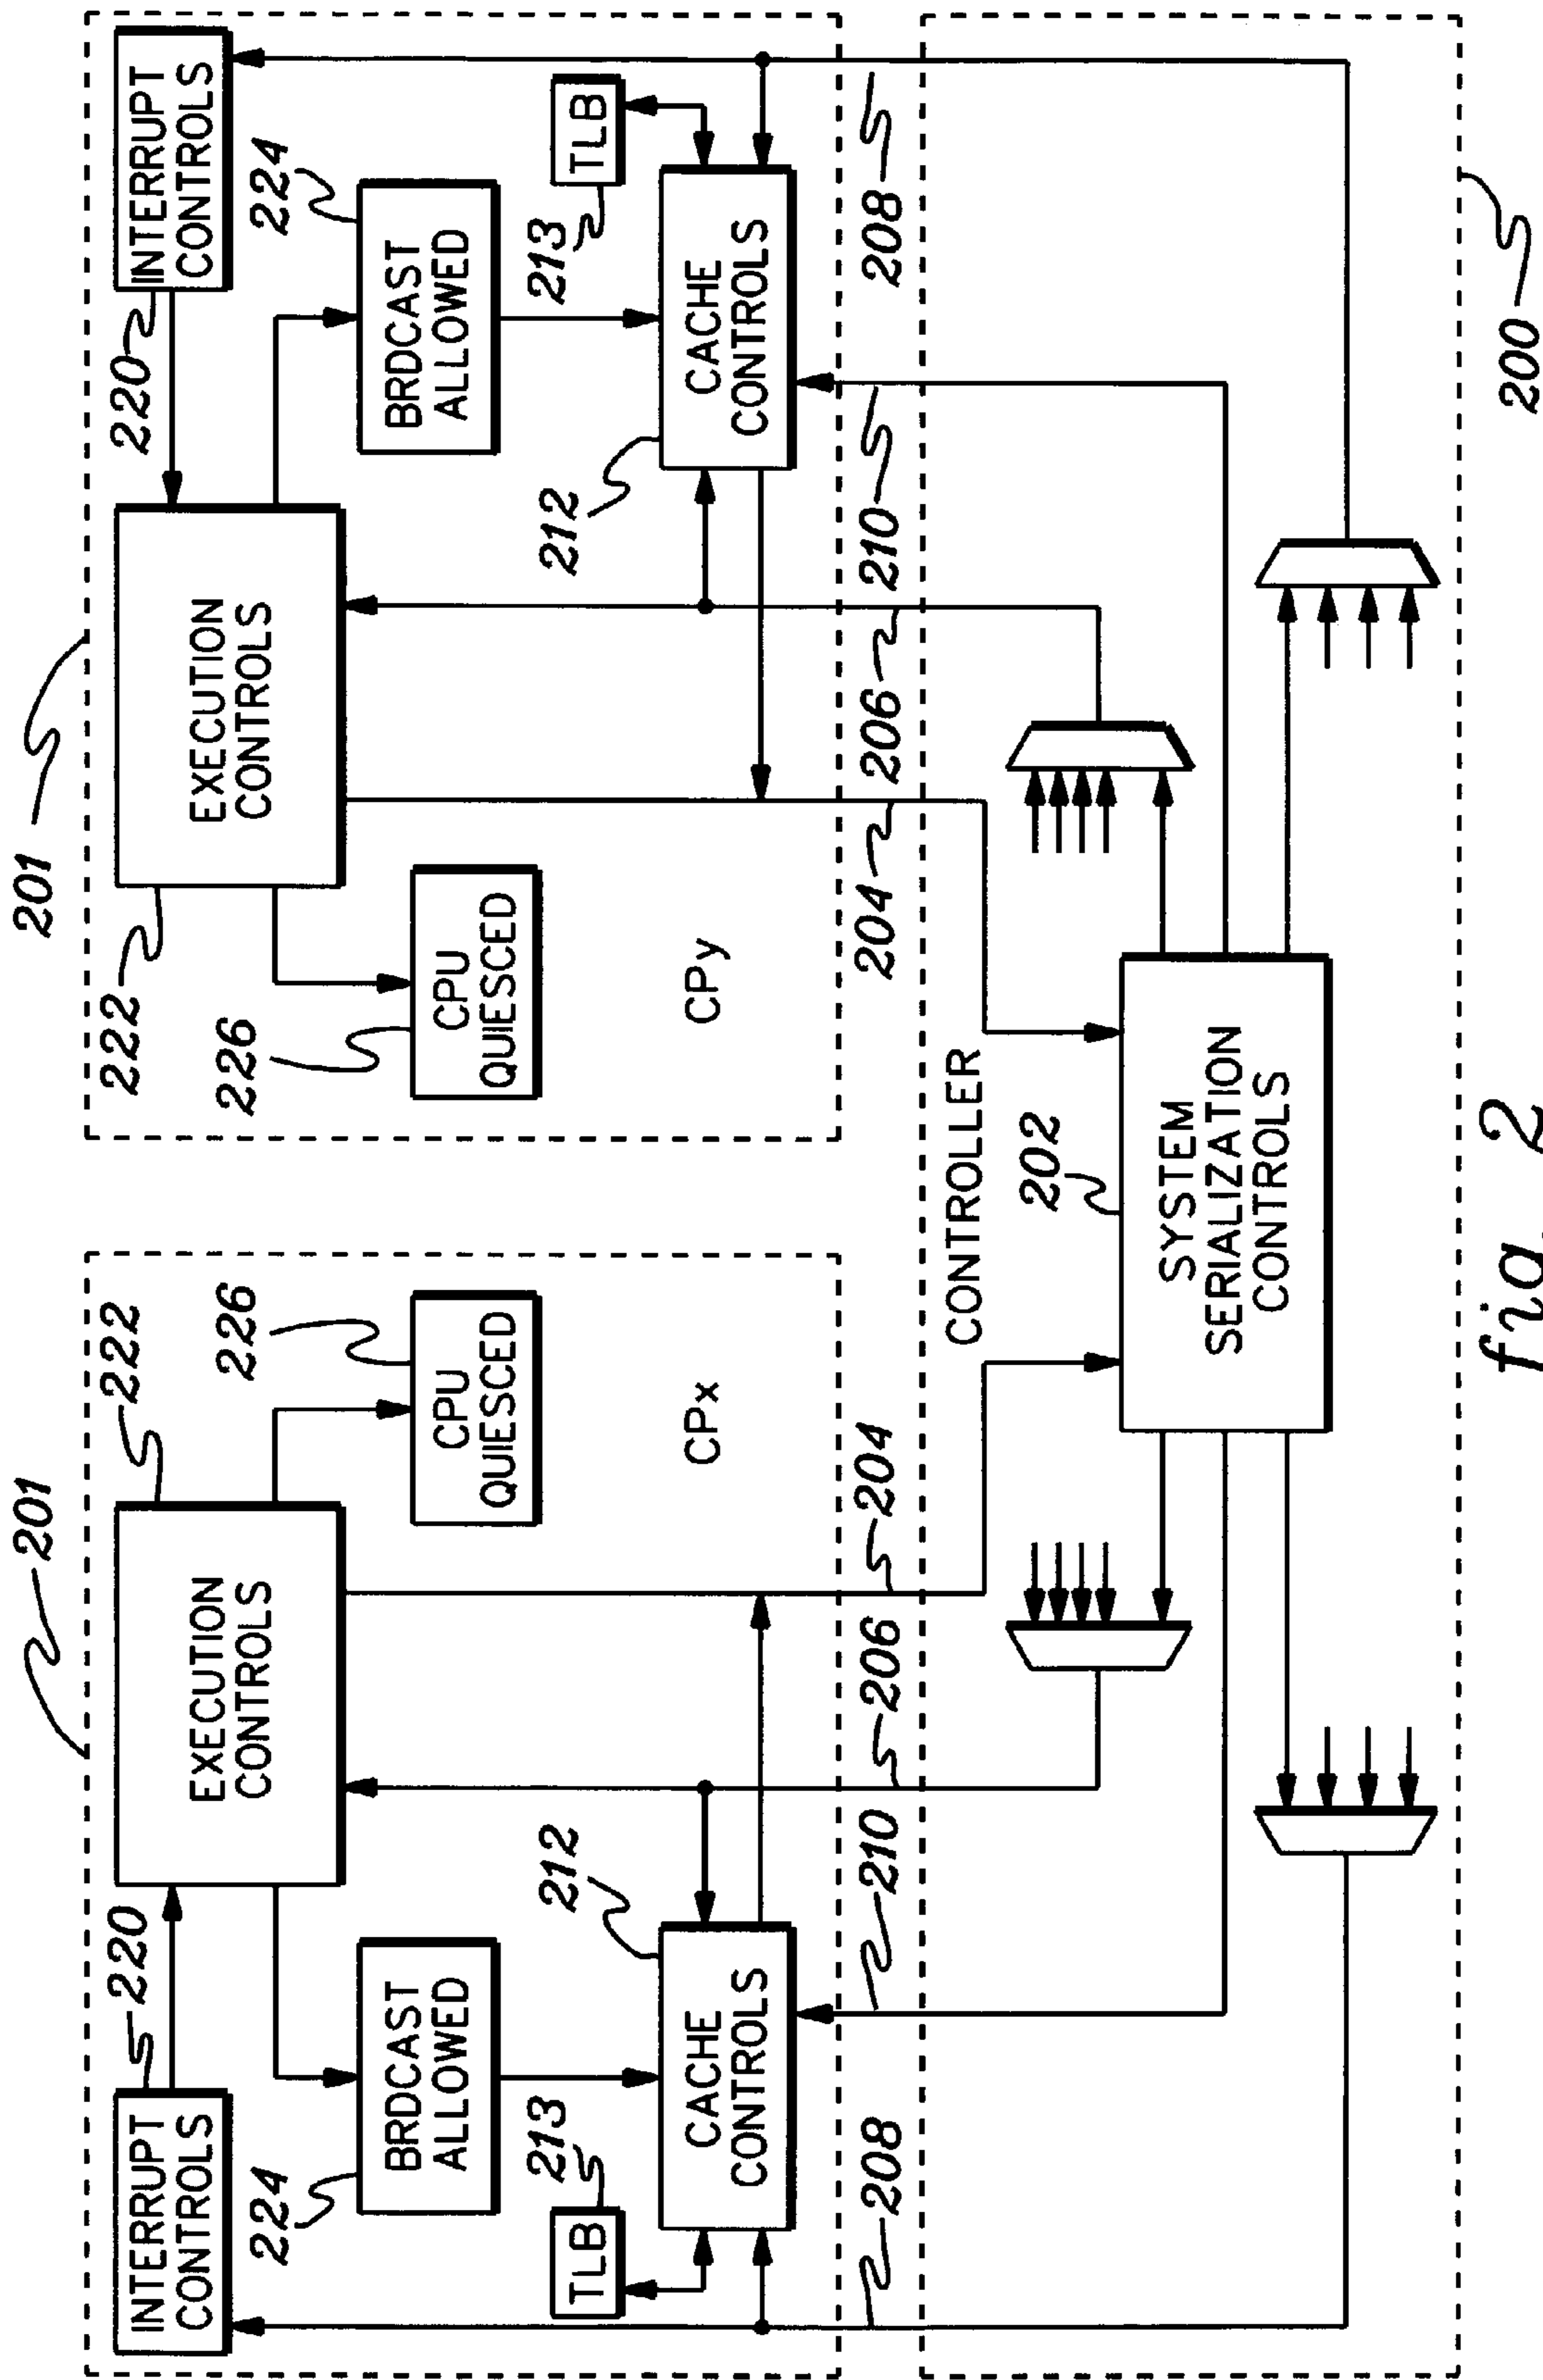 201
201
INTERRUPT
CONTROLS
220
EXECUTION
CONTROLS
222
222
EXECUTION
CONTROLS
220
INTERRUPT
CONTROLS
224
BRDCAST
ALLOWED
226
CPU
QUIESCED
226
CPU
QUIESCED
224
BRDCAST
ALLOWED
TLB
213
212
CACHE
CONTROLS
CPx
CPy
212
213
TLB
CACHE
CONTROLS
208
210
206
204
204
206
210
208
CONTROLLER
202
SYSTEM
SERIALIZATION
CONTROLS
200
fig. 2